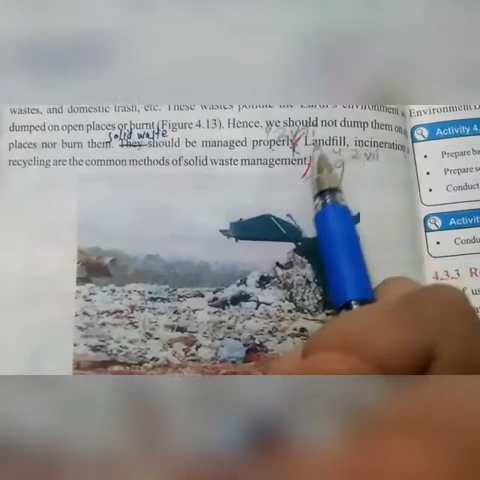 wastes, and domestic trash, etc. These wastes pollute the Earth's environment
dumped on open places or burnt (Figure 4.13). Hence, we should not dump them on
solid waste
places nor burn them. They should be managed properly. Landfill, incineration
recycling are the common methods of solid waste management.
9
Environment
Activity 4.
• Prepare
• Prepare
• Conduct
Activit
• Condu
4.3.3
of us